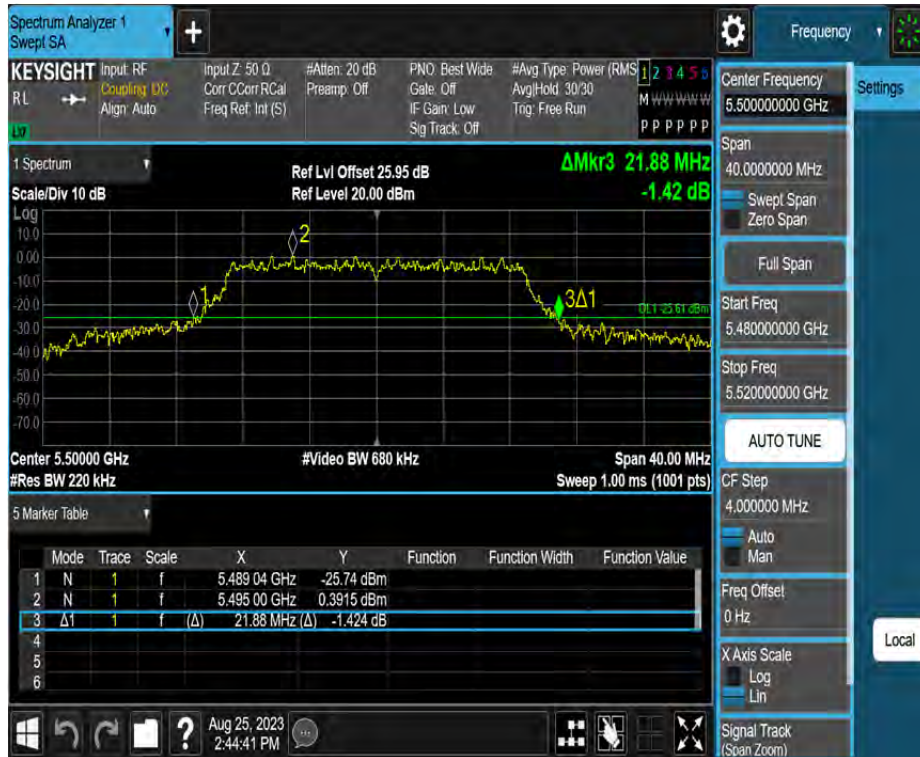 Spectrum Analyzer 1
Swept SA
+
Frequency
KEYSIGHT
RL
LXI
Input: RF
Coupling: DC
Align: Auto
Input Z: 50 Ω
Corr CCorr RCal
Freq Ref: Int (S)
#Atten: 20 dB
Preamp: Off
PNO: Best Wide
Gate: Off
IF Gain: Low
Sig Track: Off
#Avg Type: Power (RMS
Avg|Hold: 30/30
Trig: Free Run
1 2 3 4 5 6
M W W W W W
P P P P P P
Center Frequency
5.500000000 GHz
Settings
Span
40.0000000 MHz
Swept Span
Zero Span
Full Span
Start Freq
5.480000000 GHz
Stop Freq
5.520000000 GHz
AUTO TUNE
CF Step
4.000000 MHz
Auto
Man
Freq Offset
0 Hz
X Axis Scale
Log
Lin
Signal Track
(Span Zoom)
Local
1 Spectrum
Scale/Div 10 dB
Ref Lvl Offset 25.95 dB
Ref Level 20.00 dBm
ΔMkr3 21.88 MHz
-1.42 dB
Log
10.0
0.00
-10.0
-20.0
-30.0
-40.0
-50.0
-60.0
-70.0
1
2
3Δ1
DL1 -25.61 dBm
Center 5.50000 GHz
#Video BW 680 kHz
Span 40.00 MHz
#Res BW 220 kHz
Sweep 1.00 ms (1001 pts)
5 Marker Table
Mode Trace Scale X Y Function Function Width Function Value
1 N 1 f 5.489 04 GHz -25.74 dBm
2 N 1 f 5.495 00 GHz 0.3915 dBm
3 Δ1 1 f (Δ) 21.88 MHz (Δ) -1.424 dB
4
5
6
?
Aug 25, 2023
2:44:41 PM